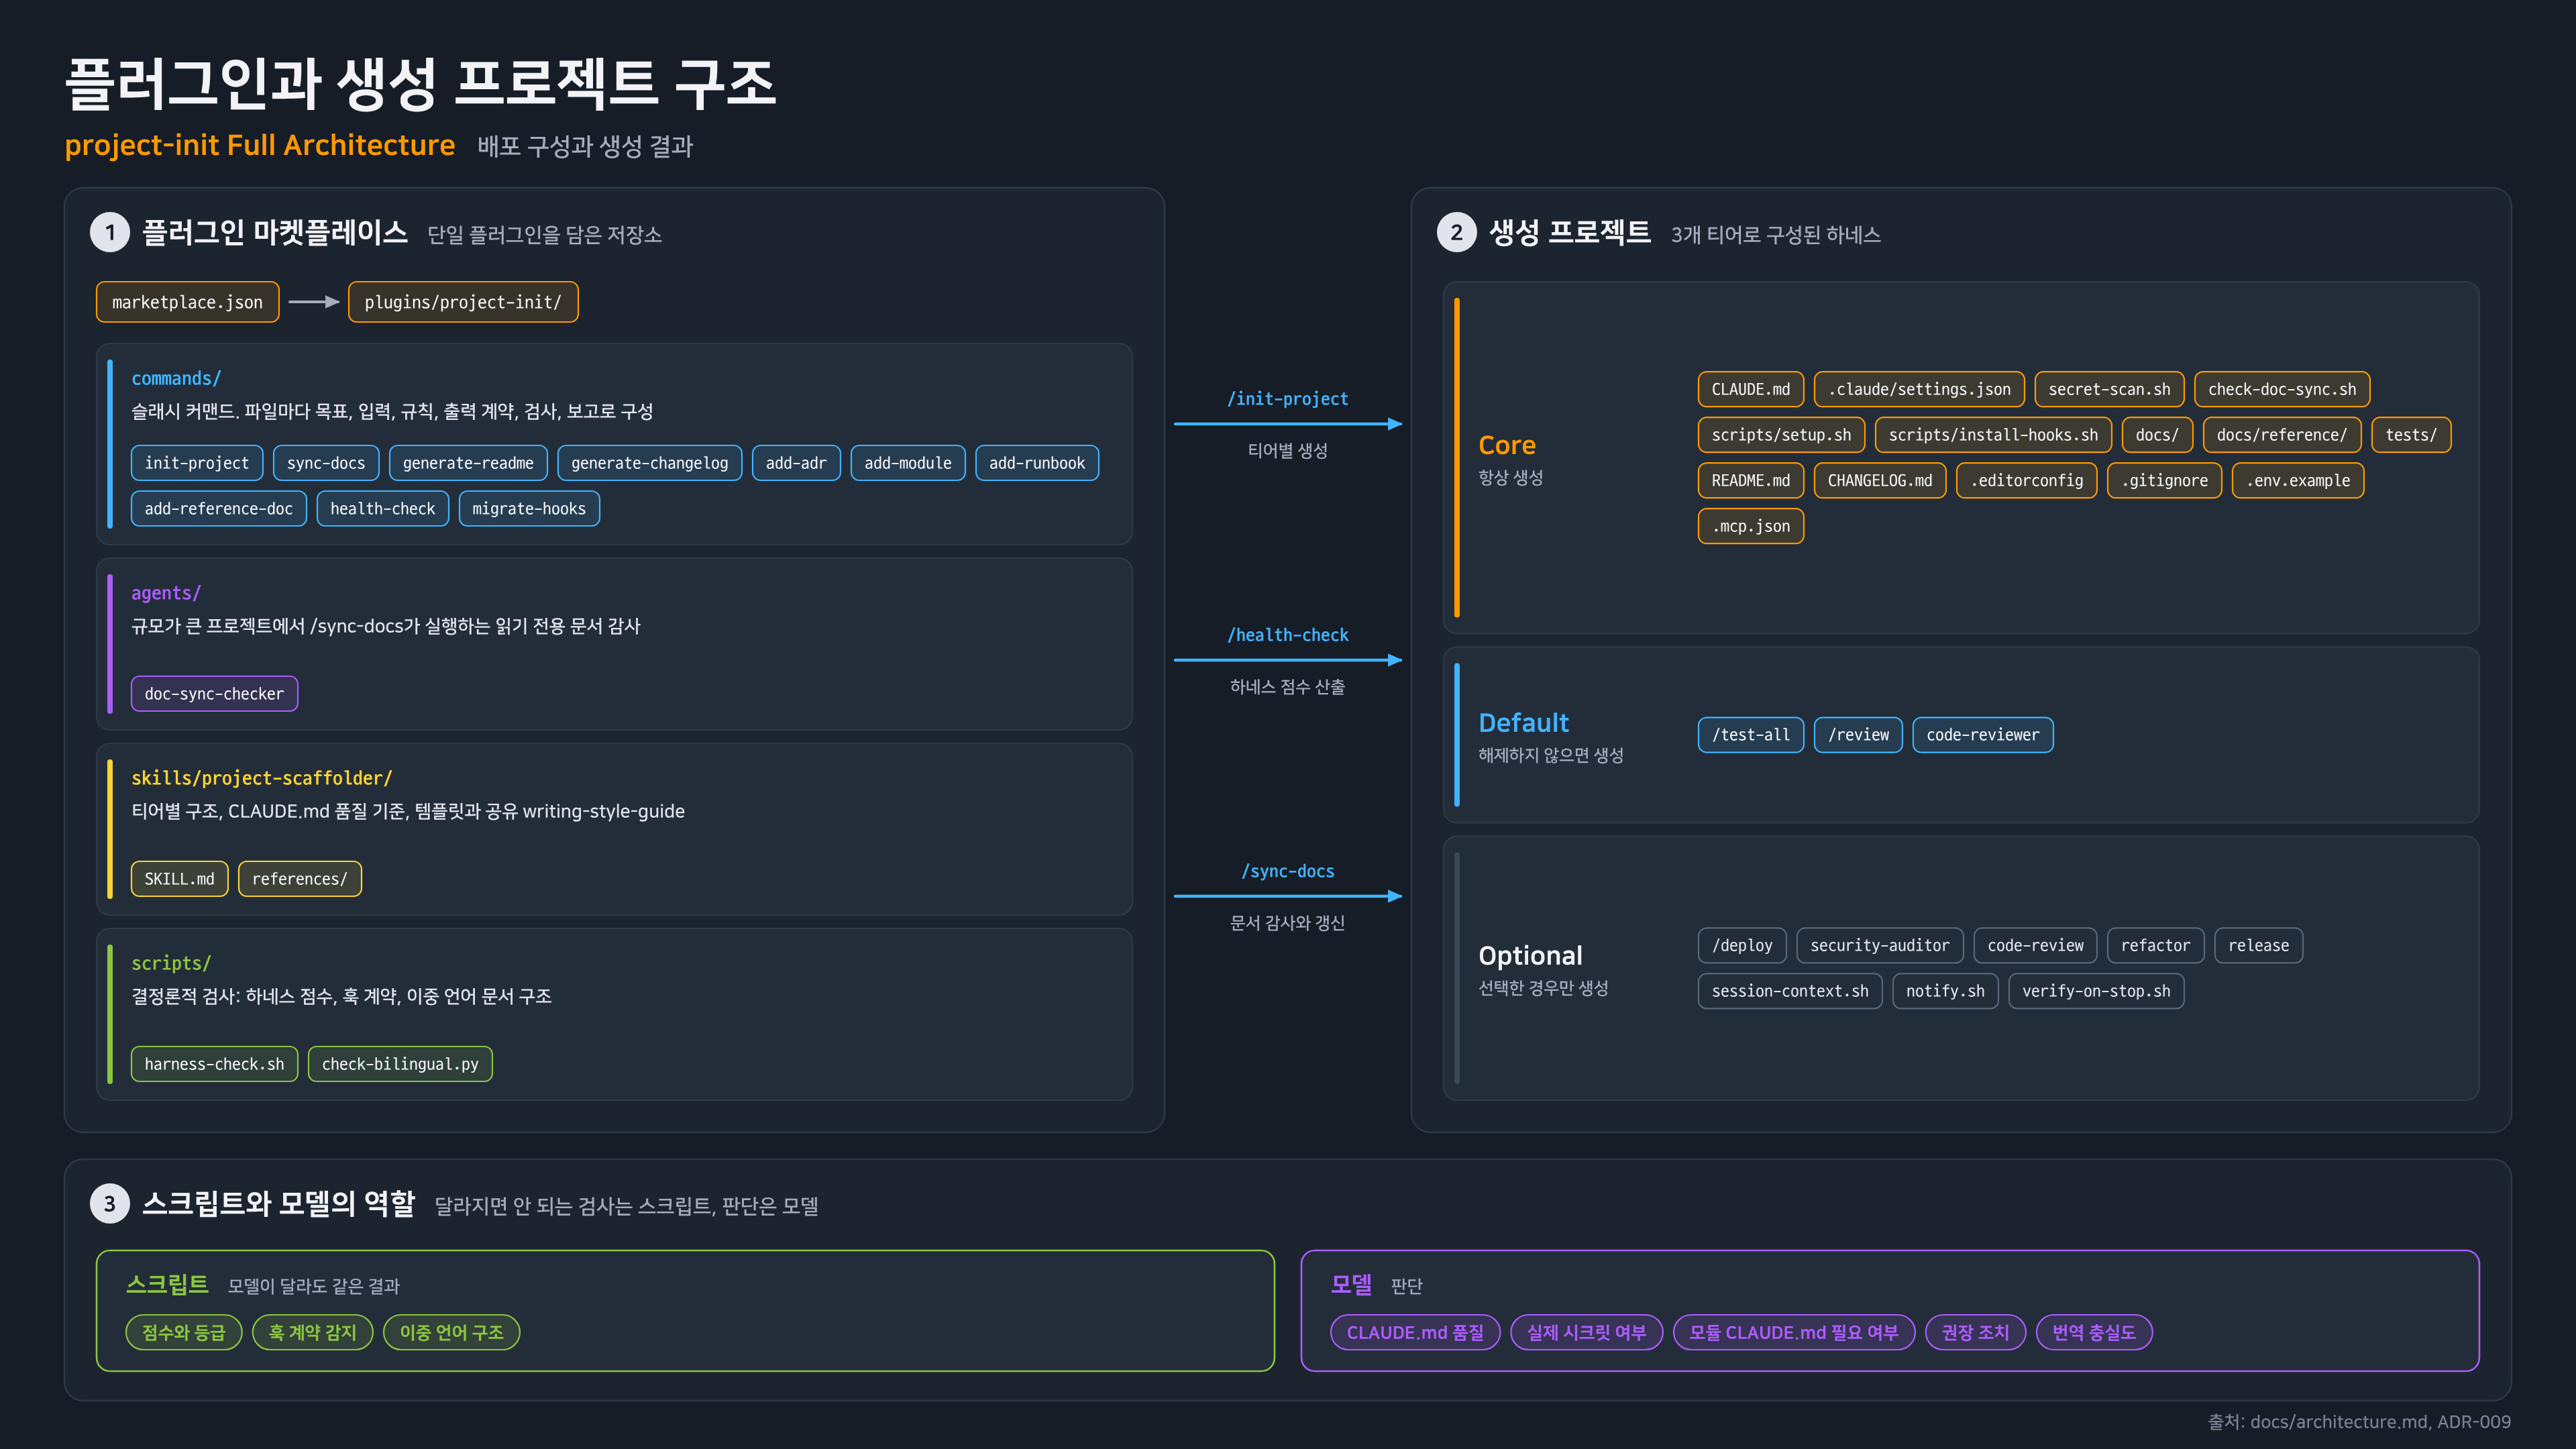 플러그인과 생성 프로젝트 구조
project-init Full Architecture 배포 구성과 생성 결과
1 플러그인 마켓플레이스 단일 플러그인을 담은 저장소
marketplace.json plugins/project-init/
commands/
슬래시 커맨드. 파일마다 목표, 입력, 규칙, 출력 계약, 검사, 보고로 구성
init-project sync-docs generate-readme generate-changelog add-adr add-module add-runbook
add-reference-doc health-check migrate-hooks
agents/
규모가 큰 프로젝트에서 /sync-docs가 실행하는 읽기 전용 문서 감사
doc-sync-checker
skills/project-scaffolder/
티어별 구조, CLAUDE.md 품질 기준, 템플릿과 공유 writing-style-guide
SKILL.md references/
scripts/
결정론적 검사: 하네스 점수, 훅 계약, 이중 언어 문서 구조
harness-check.sh check-bilingual.py
/init-project
티어별 생성
/health-check
하네스 점수 산출
/sync-docs
문서 감사와 갱신
2 생성 프로젝트 3개 티어로 구성된 하네스
Core
항상 생성
CLAUDE.md .claude/settings.json secret-scan.sh check-doc-sync.sh
scripts/setup.sh scripts/install-hooks.sh docs/ docs/reference/ tests/
README.md CHANGELOG.md .editorconfig .gitignore .env.example
.mcp.json
Default
해제하지 않으면 생성
/test-all /review code-reviewer
Optional
선택한 경우만 생성
/deploy security-auditor code-review refactor release
session-context.sh notify.sh verify-on-stop.sh
3 스크립트와 모델의 역할 달라지면 안 되는 검사는 스크립트, 판단은 모델
스크립트 모델이 달라도 같은 결과
점수와 등급 훅 계약 감지 이중 언어 구조
모델 판단
CLAUDE.md 품질 실제 시크릿 여부 모듈 CLAUDE.md 필요 여부 권장 조치 번역 충실도
출처: docs/architecture.md, ADR-009